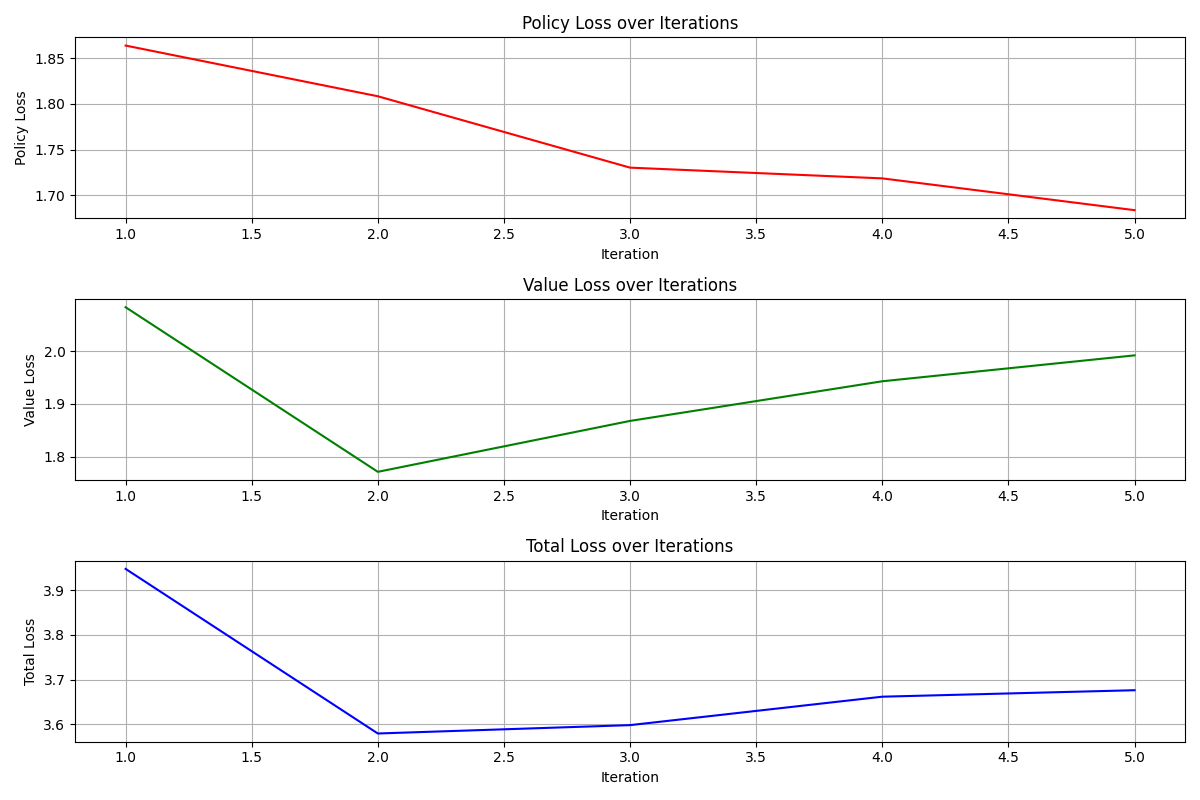 Policy Loss over Iterations
Policy Loss
1.85
1.80
1.75
1.70
1.0 1.5 2.0 2.5 3.0 3.5 4.0 4.5 5.0
Iteration
Value Loss over Iterations
Value Loss
2.0
1.9
1.8
1.0 1.5 2.0 2.5 3.0 3.5 4.0 4.5 5.0
Iteration
Total Loss over Iterations
Total Loss
3.9
3.8
3.7
3.6
1.0 1.5 2.0 2.5 3.0 3.5 4.0 4.5 5.0
Iteration